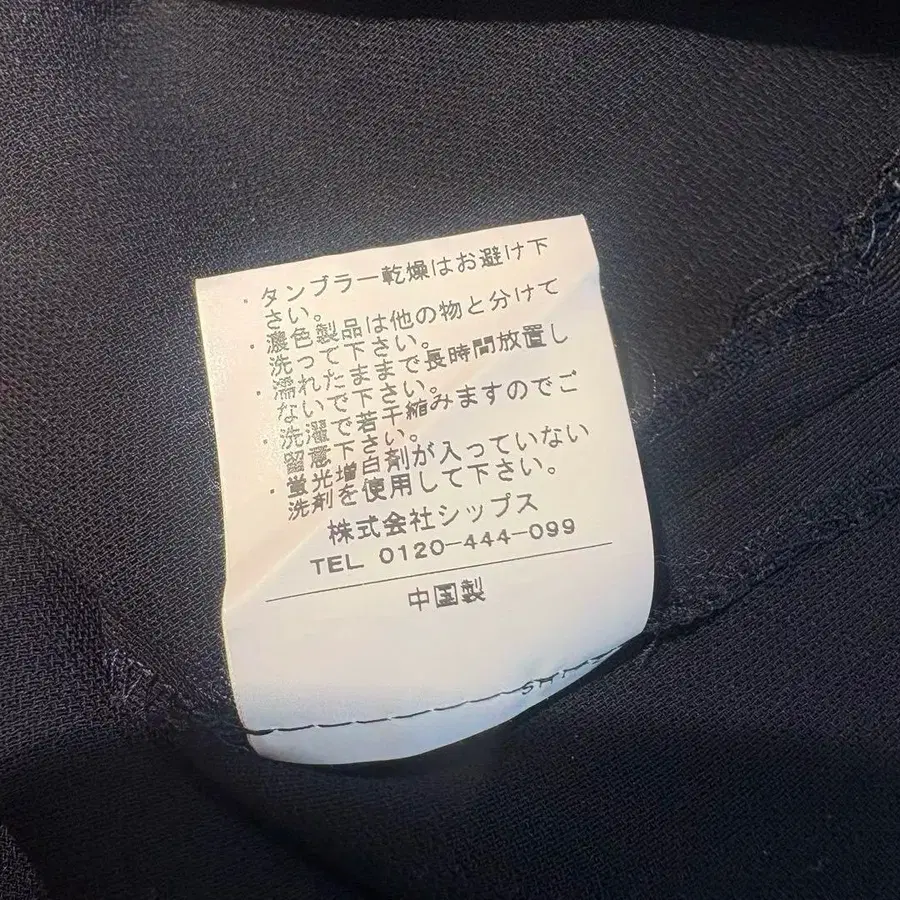 ・タンブラー乾燥はお避け下
さい。
・濃色製品は他の物と分けて
洗って下さい。
・濡れたままで長時間放置し
ないで下さい。
・洗濯で若干縮みますのでご
留意下さい。
・蛍光増白剤が入っていない
洗剤を使用して下さい。
株式会社シップス
TEL 0120-444-099
中国製